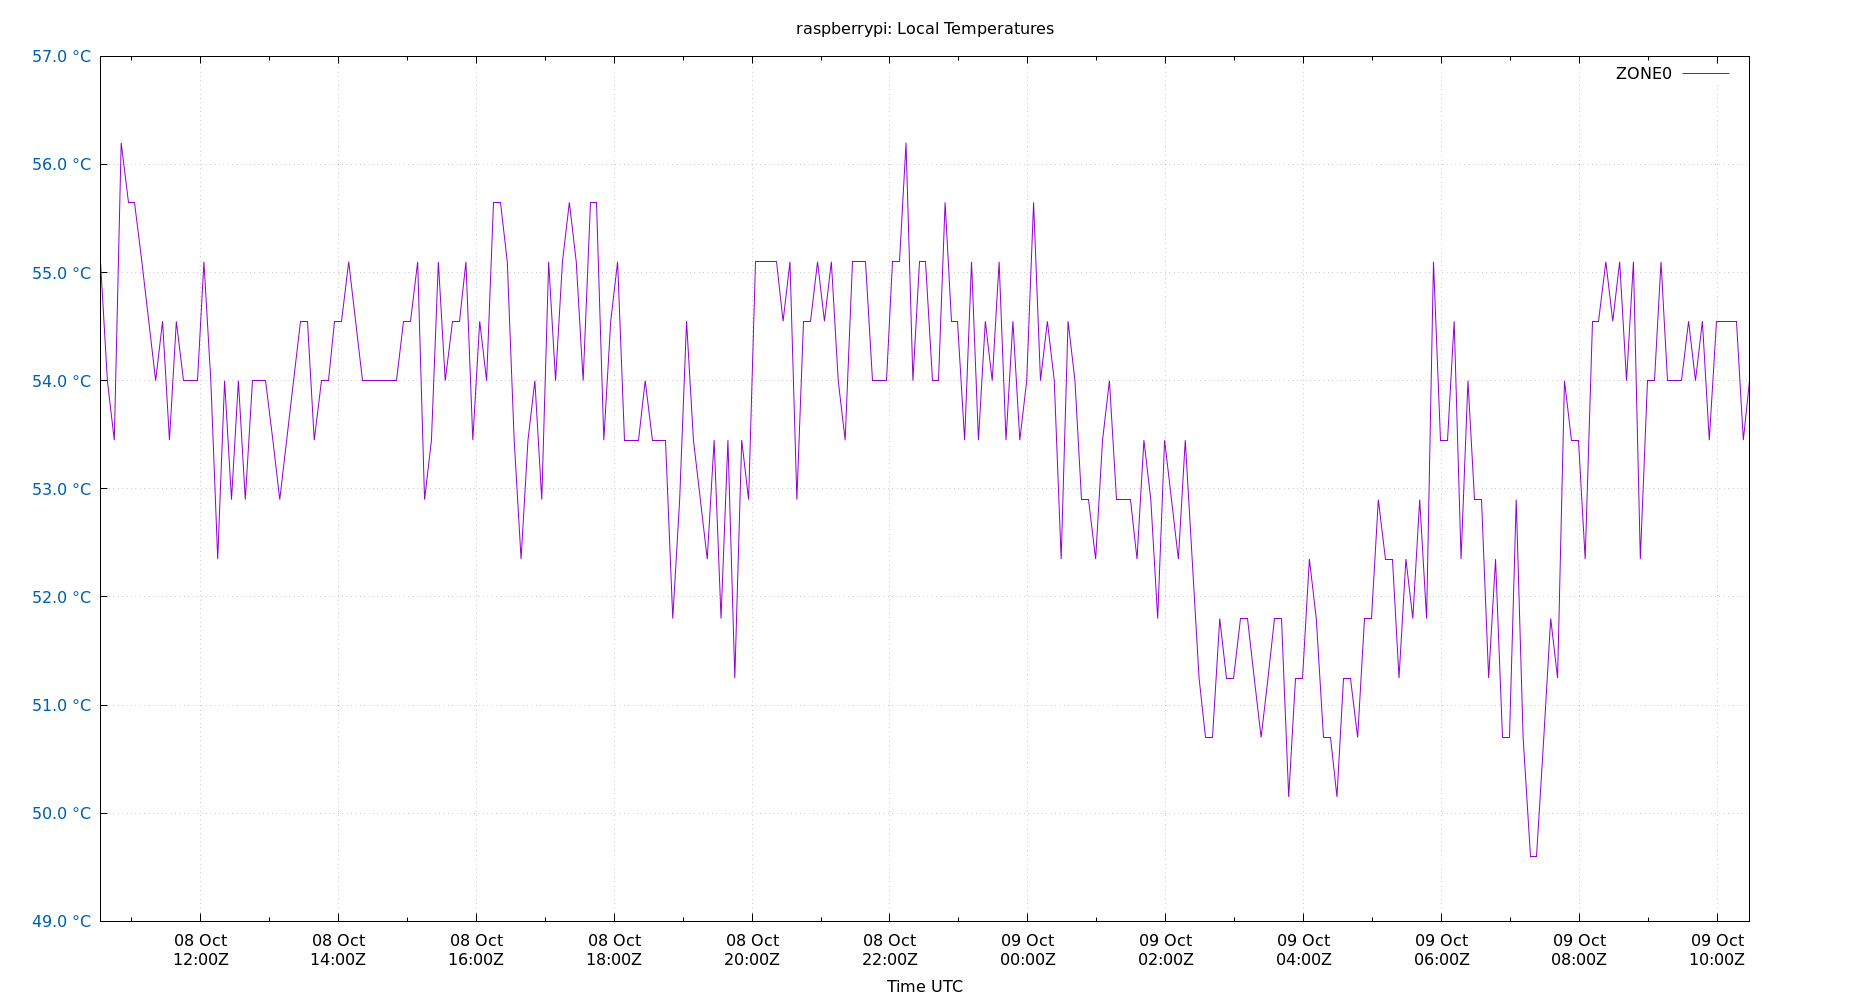 raspberrypi: Local Temperatures
57.0 °C
ZONE0
56.0 °C
55.0 °C
54.0 °C
53.0 °C
52.0 °C
51.0 °C
50.0 °C
49.0 °C
08 Oct 08 Oct 08 Oct 08 Oct 08 Oct 08 Oct 09 Oct 09 Oct 09 Oct 09 Oct 09 Oct 09 Oct
12:00Z 14:00Z 16:00Z 18:00Z 20:00Z 22:00Z 00:00Z 02:00Z 04:00Z 06:00Z 08:00Z 10:00Z
Time UTC